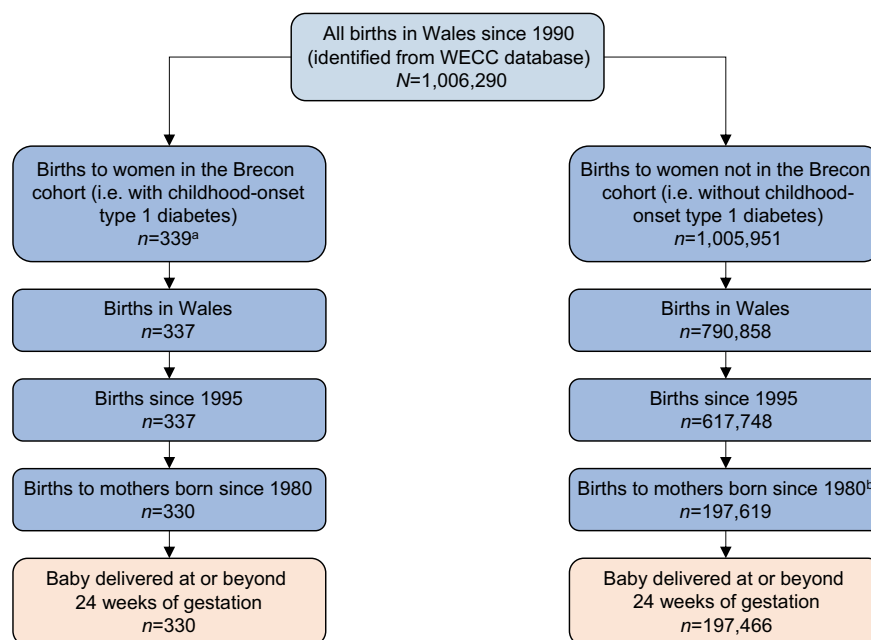 All births in Wales since 1990
(identified from WECC database)
N=1,006,290
Births to women in the Brecon
cohort (i.e. with childhood-onset
type 1 diabetes)
n=339a
Births to women not in the Brecon
cohort (i.e. without childhood-
onset type 1 diabetes)
n=1,005,951
Births in Wales
n=337
Births in Wales
n=790,858
Births since 1995
n=337
Births since 1995
n=617,748
Births to mothers born since 1980
n=330
Births to mothers born since 1980b
n=197,619
Baby delivered at or beyond
24 weeks of gestation
n=330
Baby delivered at or beyond
24 weeks of gestation
n=197,466